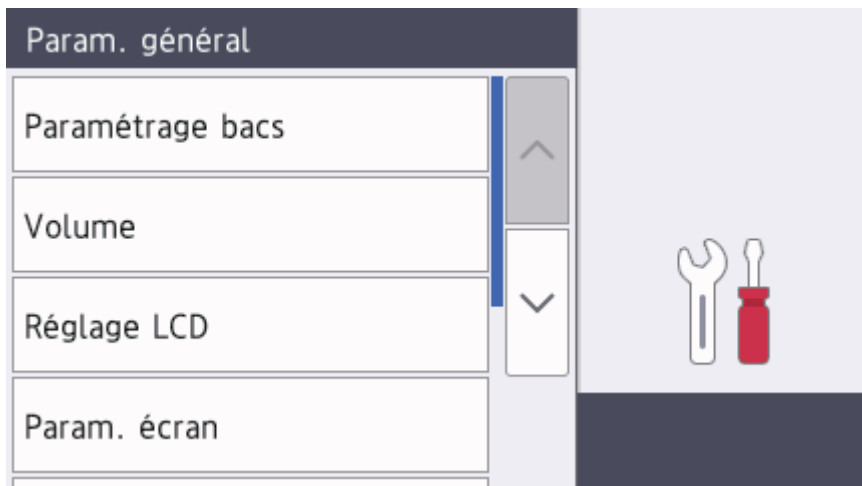 Param. général
Paramétrage bacs
Volume
Réglage LCD
Param. écran